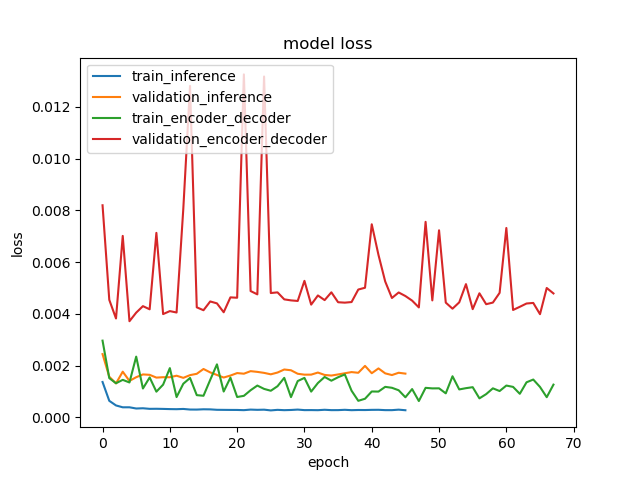 model loss
train_inference
validation_inference
train_encoder_decoder
validation_encoder_decoder
loss
0.012
0.010
0.008
0.006
0.004
0.002
0.000
0 10 20 30 40 50 60 70
epoch